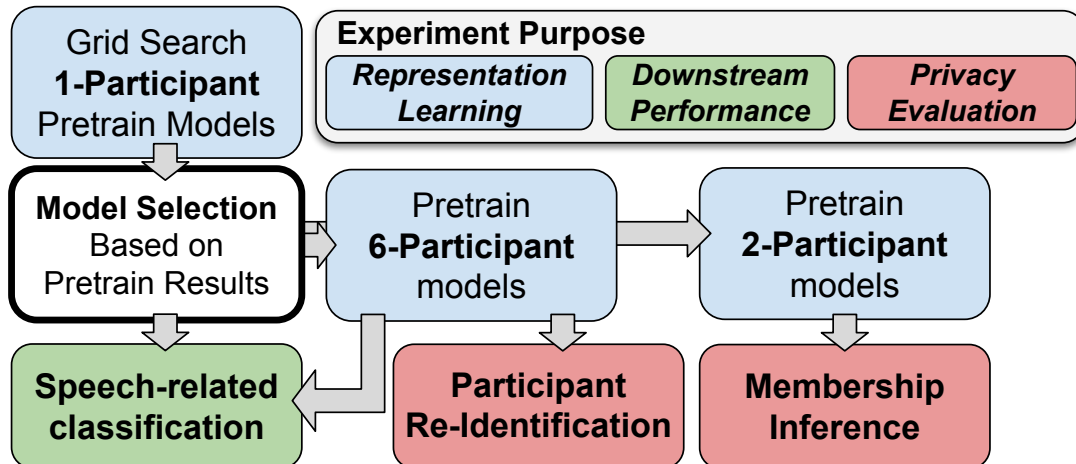 Grid Search
1-Participant
Pretrain Models
Experiment Purpose
Representation
Learning
Downstream
Performance
Privacy
Evaluation
Model Selection
Based on
Pretrain Results
Pretrain
6-Participant
models
Pretrain
2-Participant
models
Speech-related
classification
Participant
Re-Identification
Membership
Inference